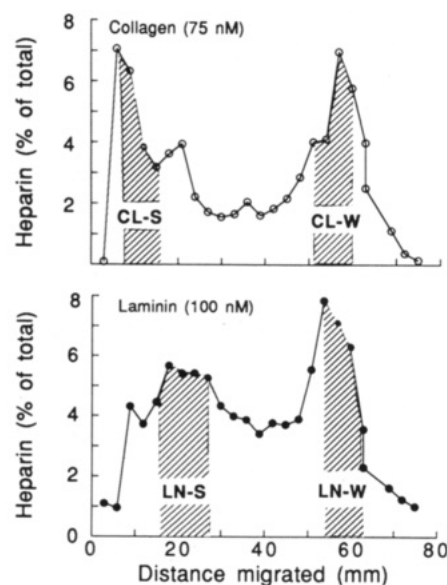 Collagen (75 nM)
Heparin (% of total)
8
6
4
2
CL-S
CL-W
Laminin (100 nM)
Heparin (% of total)
8
6
4
2
0
LN-S
LN-W
0 20 40 60 80
Distance migrated (mm)